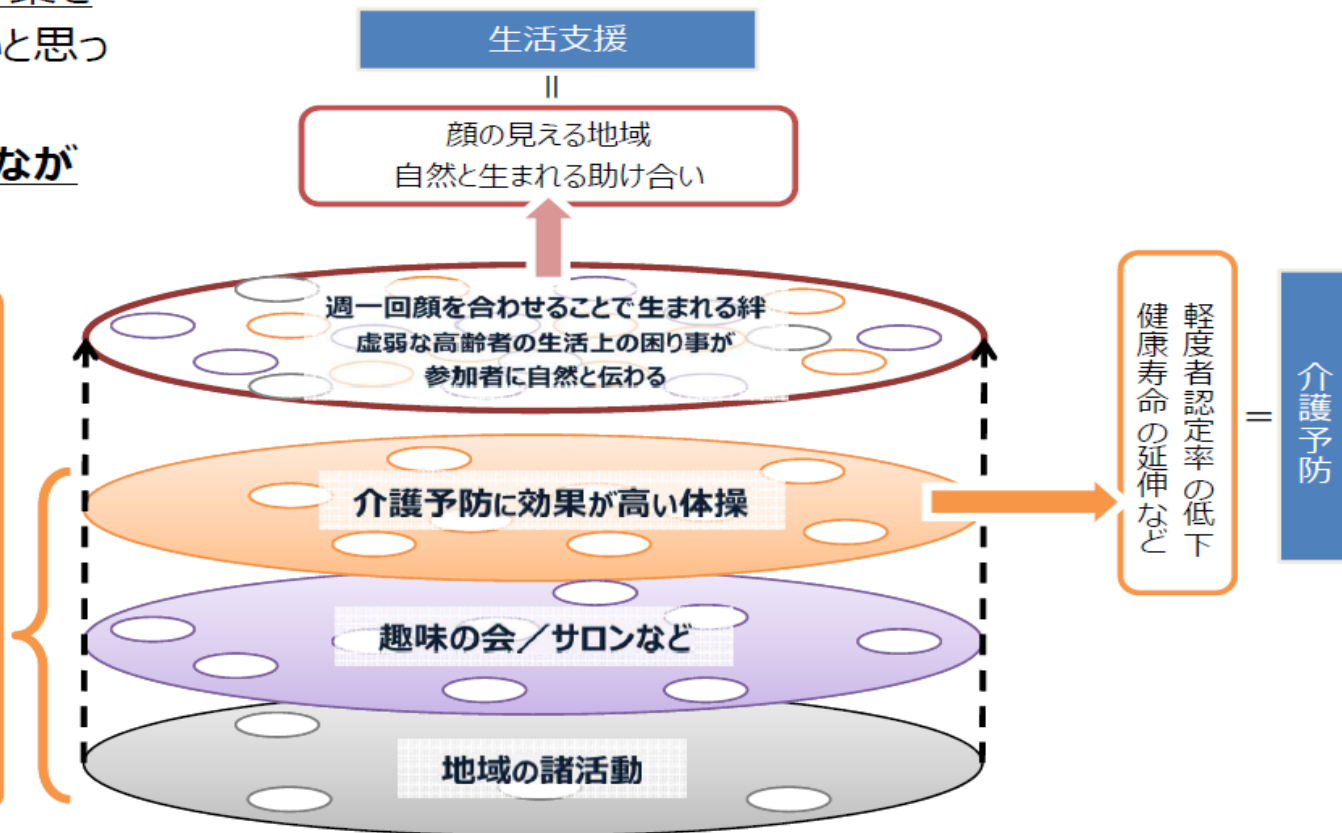 と思っ
なが
生活支援
=
顔の見える地域
自然と生まれる助け合い
週一回顔を合わせることで生まれる絆
虚弱な高齢者の生活上の困り事が
参加者に自然と伝わる
介護予防に効果が高い体操
趣味の会／サロンなど
地域の諸活動
軽度者認定率の低下
健康寿命の延伸など
=
介護予防